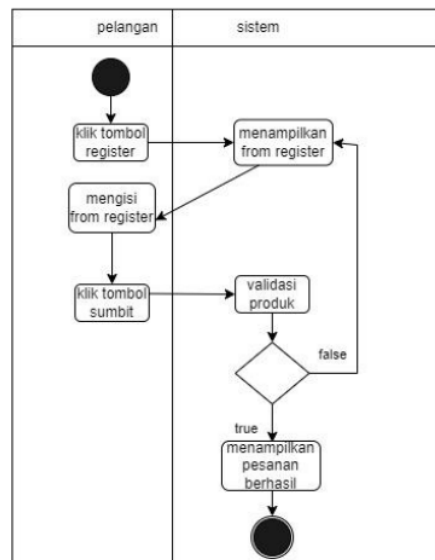 pelangan
sistem
klik tombol
register
menampilkan
from register
mengisi
from register
klik tombol
sumbit
validasi
produk
false
true
menampilkan
pesanan
berhasil